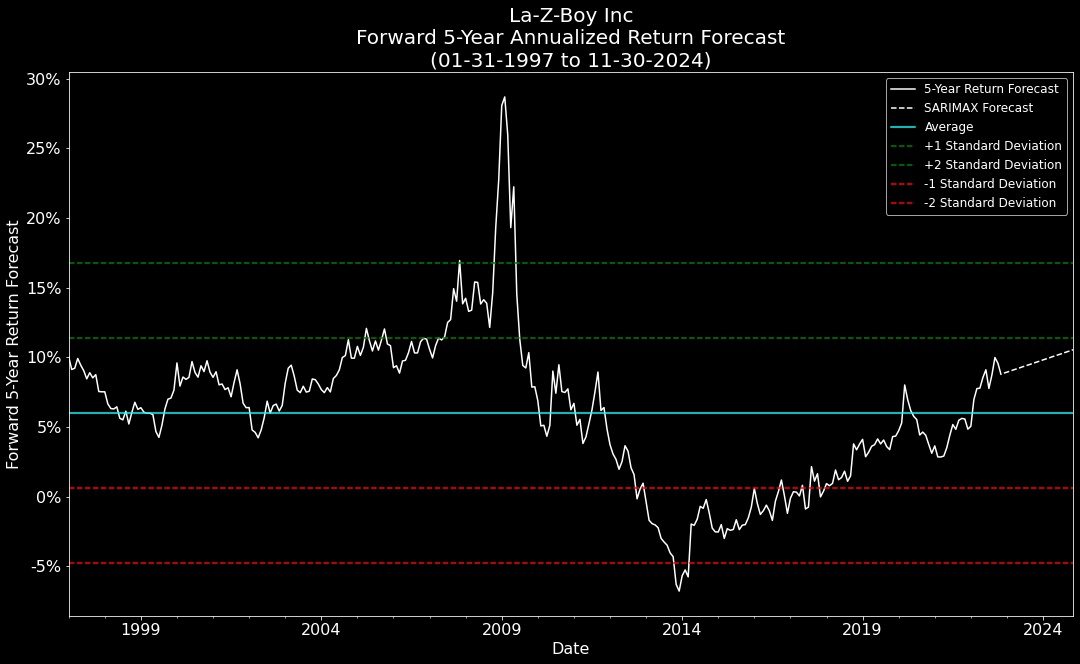 La-Z-Boy Inc
Forward 5-Year Annualized Return Forecast
(01-31-1997 to 11-30-2024)
5-Year Return Forecast
SARIMAX Forecast
Average
+1 Standard Deviation
+2 Standard Deviation
-1 Standard Deviation
-2 Standard Deviation
Forward 5-Year Return Forecast
30%
25%
20%
15%
10%
5%
0%
-5%
1999
2004
2009
2014
2019
2024
Date